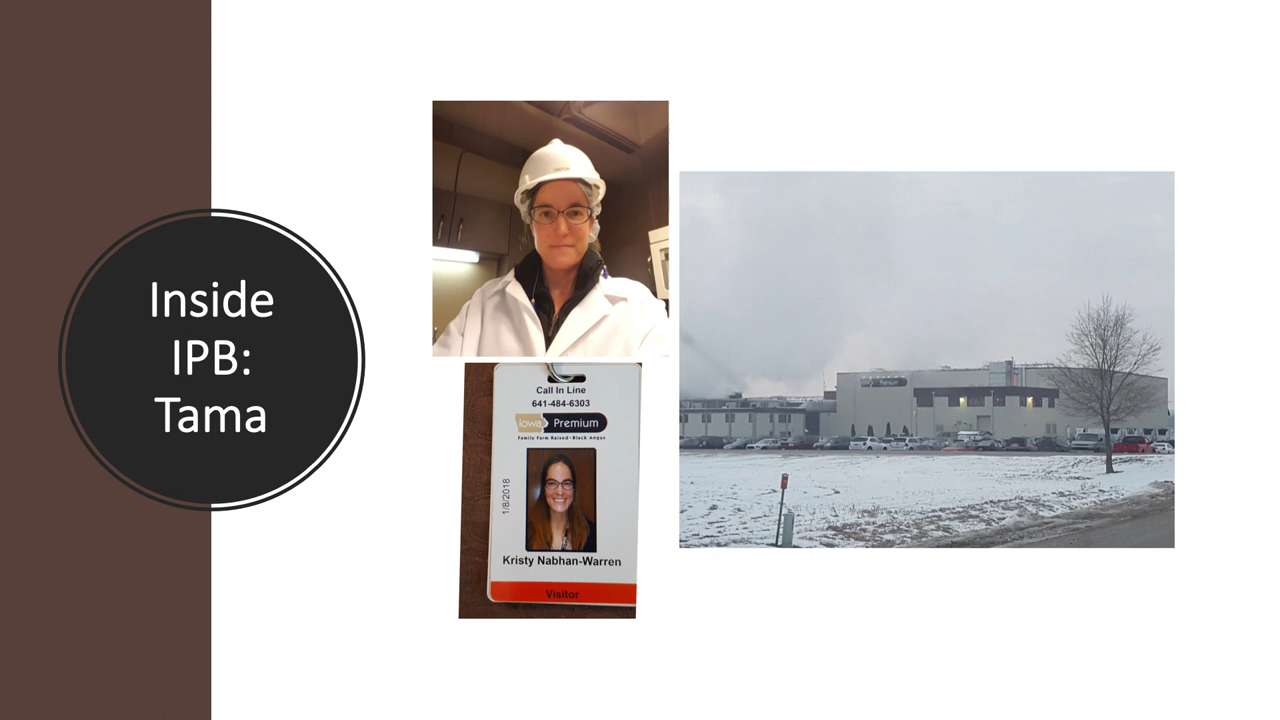 Inside
IPB:
Tama
Call In Line
641-484-6303
Iowa Premium
Family Farm Raised • Black Angus
1/8/2018
Kristy Nabhan-Warren
Visitor
Premium